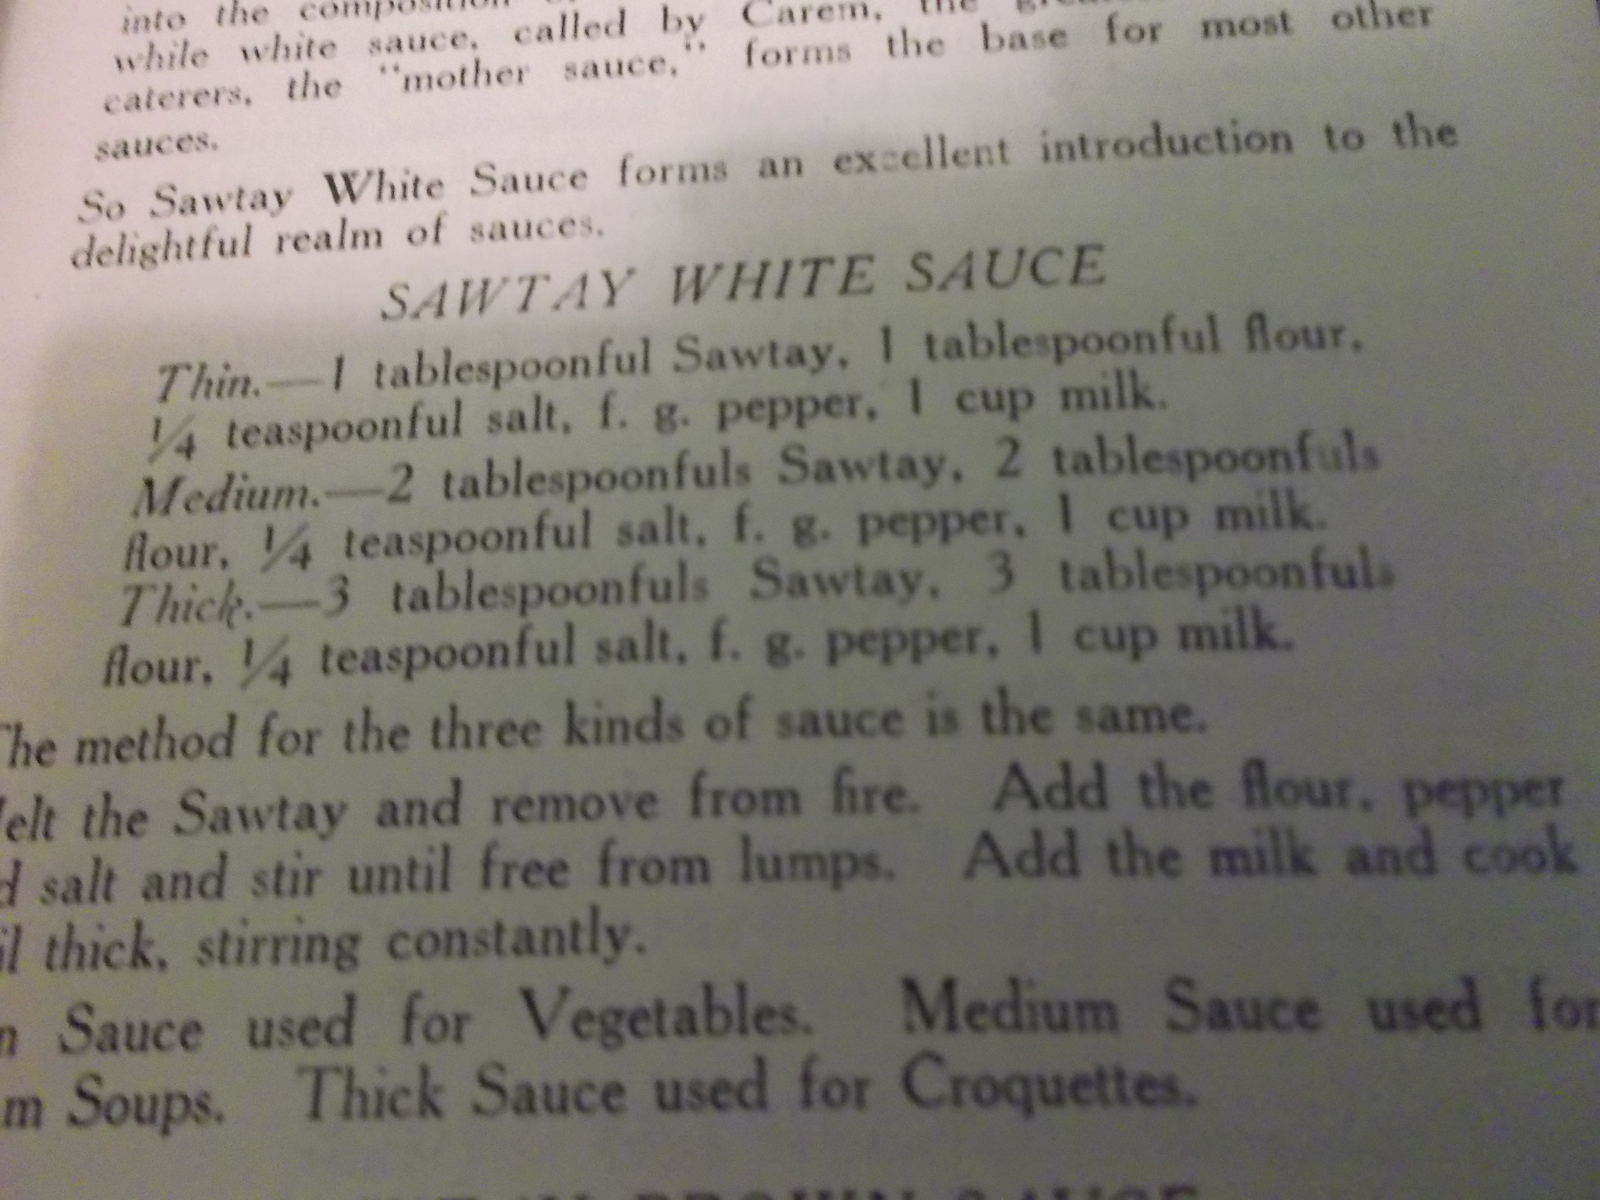 into the composition
while white sauce, called by Carem, the
caterers, the "mother sauce," forms the base for most other
sauces.
So Sawtay White Sauce forms an excellent introduction to the
delightful realm of sauces.
SAWTAY WHITE SAUCE
Thin.—1 tablespoonful Sawtay, 1 tablespoonful flour,
1/4 teaspoonful salt, f. g. pepper, 1 cup milk.
Medium.—2 tablespoonfuls Sawtay, 2 tablespoonfuls
flour, 1/4 teaspoonful salt, f. g. pepper, 1 cup milk.
Thick.—3 tablespoonfuls Sawtay, 3 tablespoonfuls
flour, 1/4 teaspoonful salt, f. g. pepper, 1 cup milk.
The method for the three kinds of sauce is the same.
elt the Sawtay and remove from fire. Add the flour, pepper
d salt and stir until free from lumps. Add the milk and cook
il thick, stirring constantly.
n Sauce used for Vegetables. Medium Sauce used for
m Soups. Thick Sauce used for Croquettes.
IN BROWN SAUCE